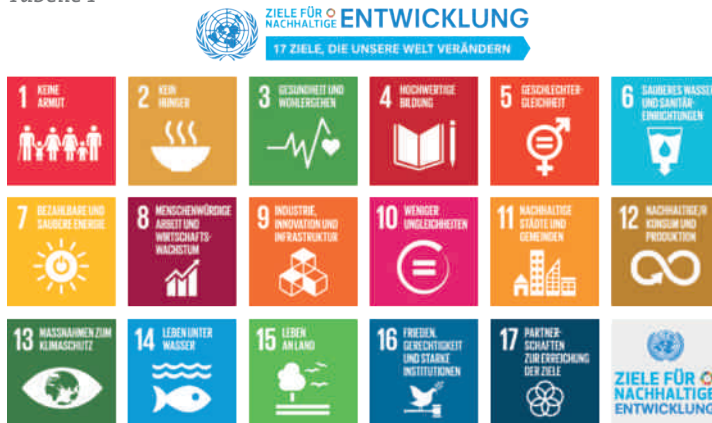 ZIELE FÜR
NACHHALTIGE
ENTWICKLUNG
17 ZIELE, DIE UNSERE WELT VERÄNDERN
1 KEINE
ARMUT
2 KEIN
HUNGER
3 GESUNDHEIT UND
WOHLERGEHEN
4 HOCHWERTIGE
BILDUNG
5 GESCHLECHTER-
GLEICHHEIT
6 SAUBERES WASSER
UND SANITÄR-
EINRICHTUNGEN
7 BEZAHLBARE UND
SAUBERE ENERGIE
8 MENSCHENWÜRDIGE
ARBEIT UND
WIRTSCHAFTS-
WACHSTUM
9 INDUSTRIE,
INNOVATION UND
INFRASTRUKTUR
10 WENIGER
UNGLEICHHEITEN
11 NACHHALTIGE
STÄDTE UND
GEMEINDEN
12 NACHHALTIGE/R
KONSUM UND
PRODUKTION
13 MASSNAHMEN ZUM
KLIMASCHUTZ
14 LEBEN UNTER
WASSER
15 LEBEN
AN LAND
16 FRIEDEN,
GERECHTIGKEIT
UND STARKE
INSTITUTIONEN
17 PARTNER-
SCHAFTEN
ZUR ERREICHUNG
DER ZIELE
ZIELE FÜR
NACHHALTIGE
ENTWICKLUNG